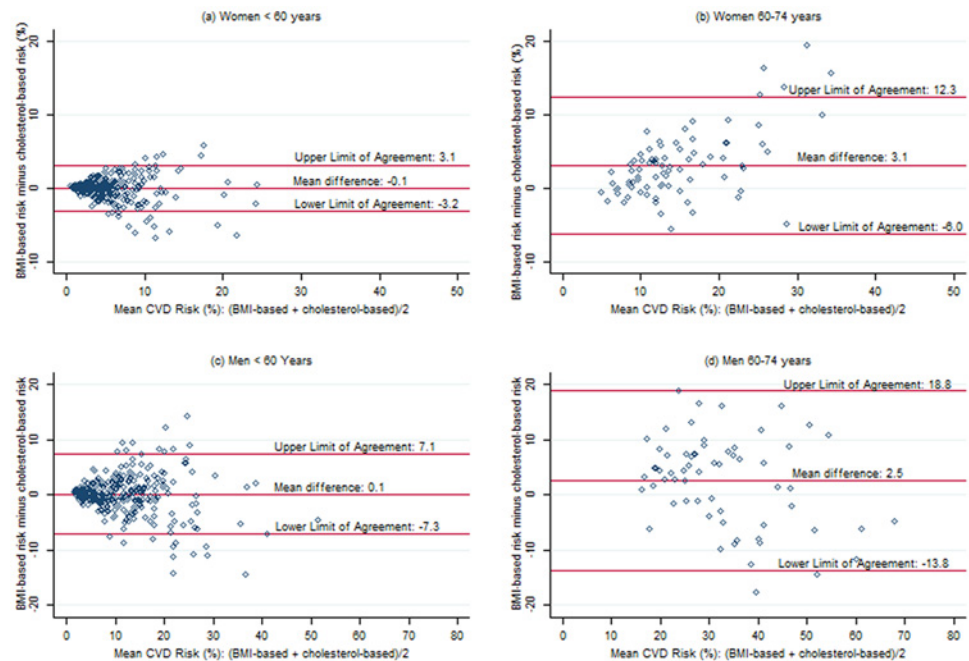 (a) Women < 60 years
BMI-based risk minus cholesterol-based risk (%)
20
10
0
-10
Upper Limit of Agreement: 3.1
Mean difference: -0.1
Lower Limit of Agreement: -3.2
0 10 20 30 40 50
Mean CVD Risk (%): (BMI-based + cholesterol-based)/2
(b) Women 60-74 years
BMI-based risk minus cholesterol-based risk (%)
20
10
0
-10
Upper Limit of Agreement: 12.3
Mean difference: 3.1
Lower Limit of Agreement: -6.0
0 10 20 30 40 50
Mean CVD Risk (%): (BMI-based + cholesterol-based)/2
(c) Men < 60 Years
BMI-based risk minus cholesterol-based risk
20
10
0
-10
-20
Upper Limit of Agreement: 7.1
Mean difference: 0.1
Lower Limit of Agreement: -7.3
0 10 20 30 40 50 60 70 80
Mean CVD Risk (%): (BMI-based + cholesterol-based)/2
(d) Men 60-74 years
BMI-based risk minus cholesterol-based risk
20
10
0
-10
-20
Upper Limit of Agreement: 18.8
Mean difference: 2.5
Lower Limit of Agreement: -13.8
0 10 20 30 40 50 60 70 80
Mean CVD Risk (%): (BMI-based + cholesterol-based)/2